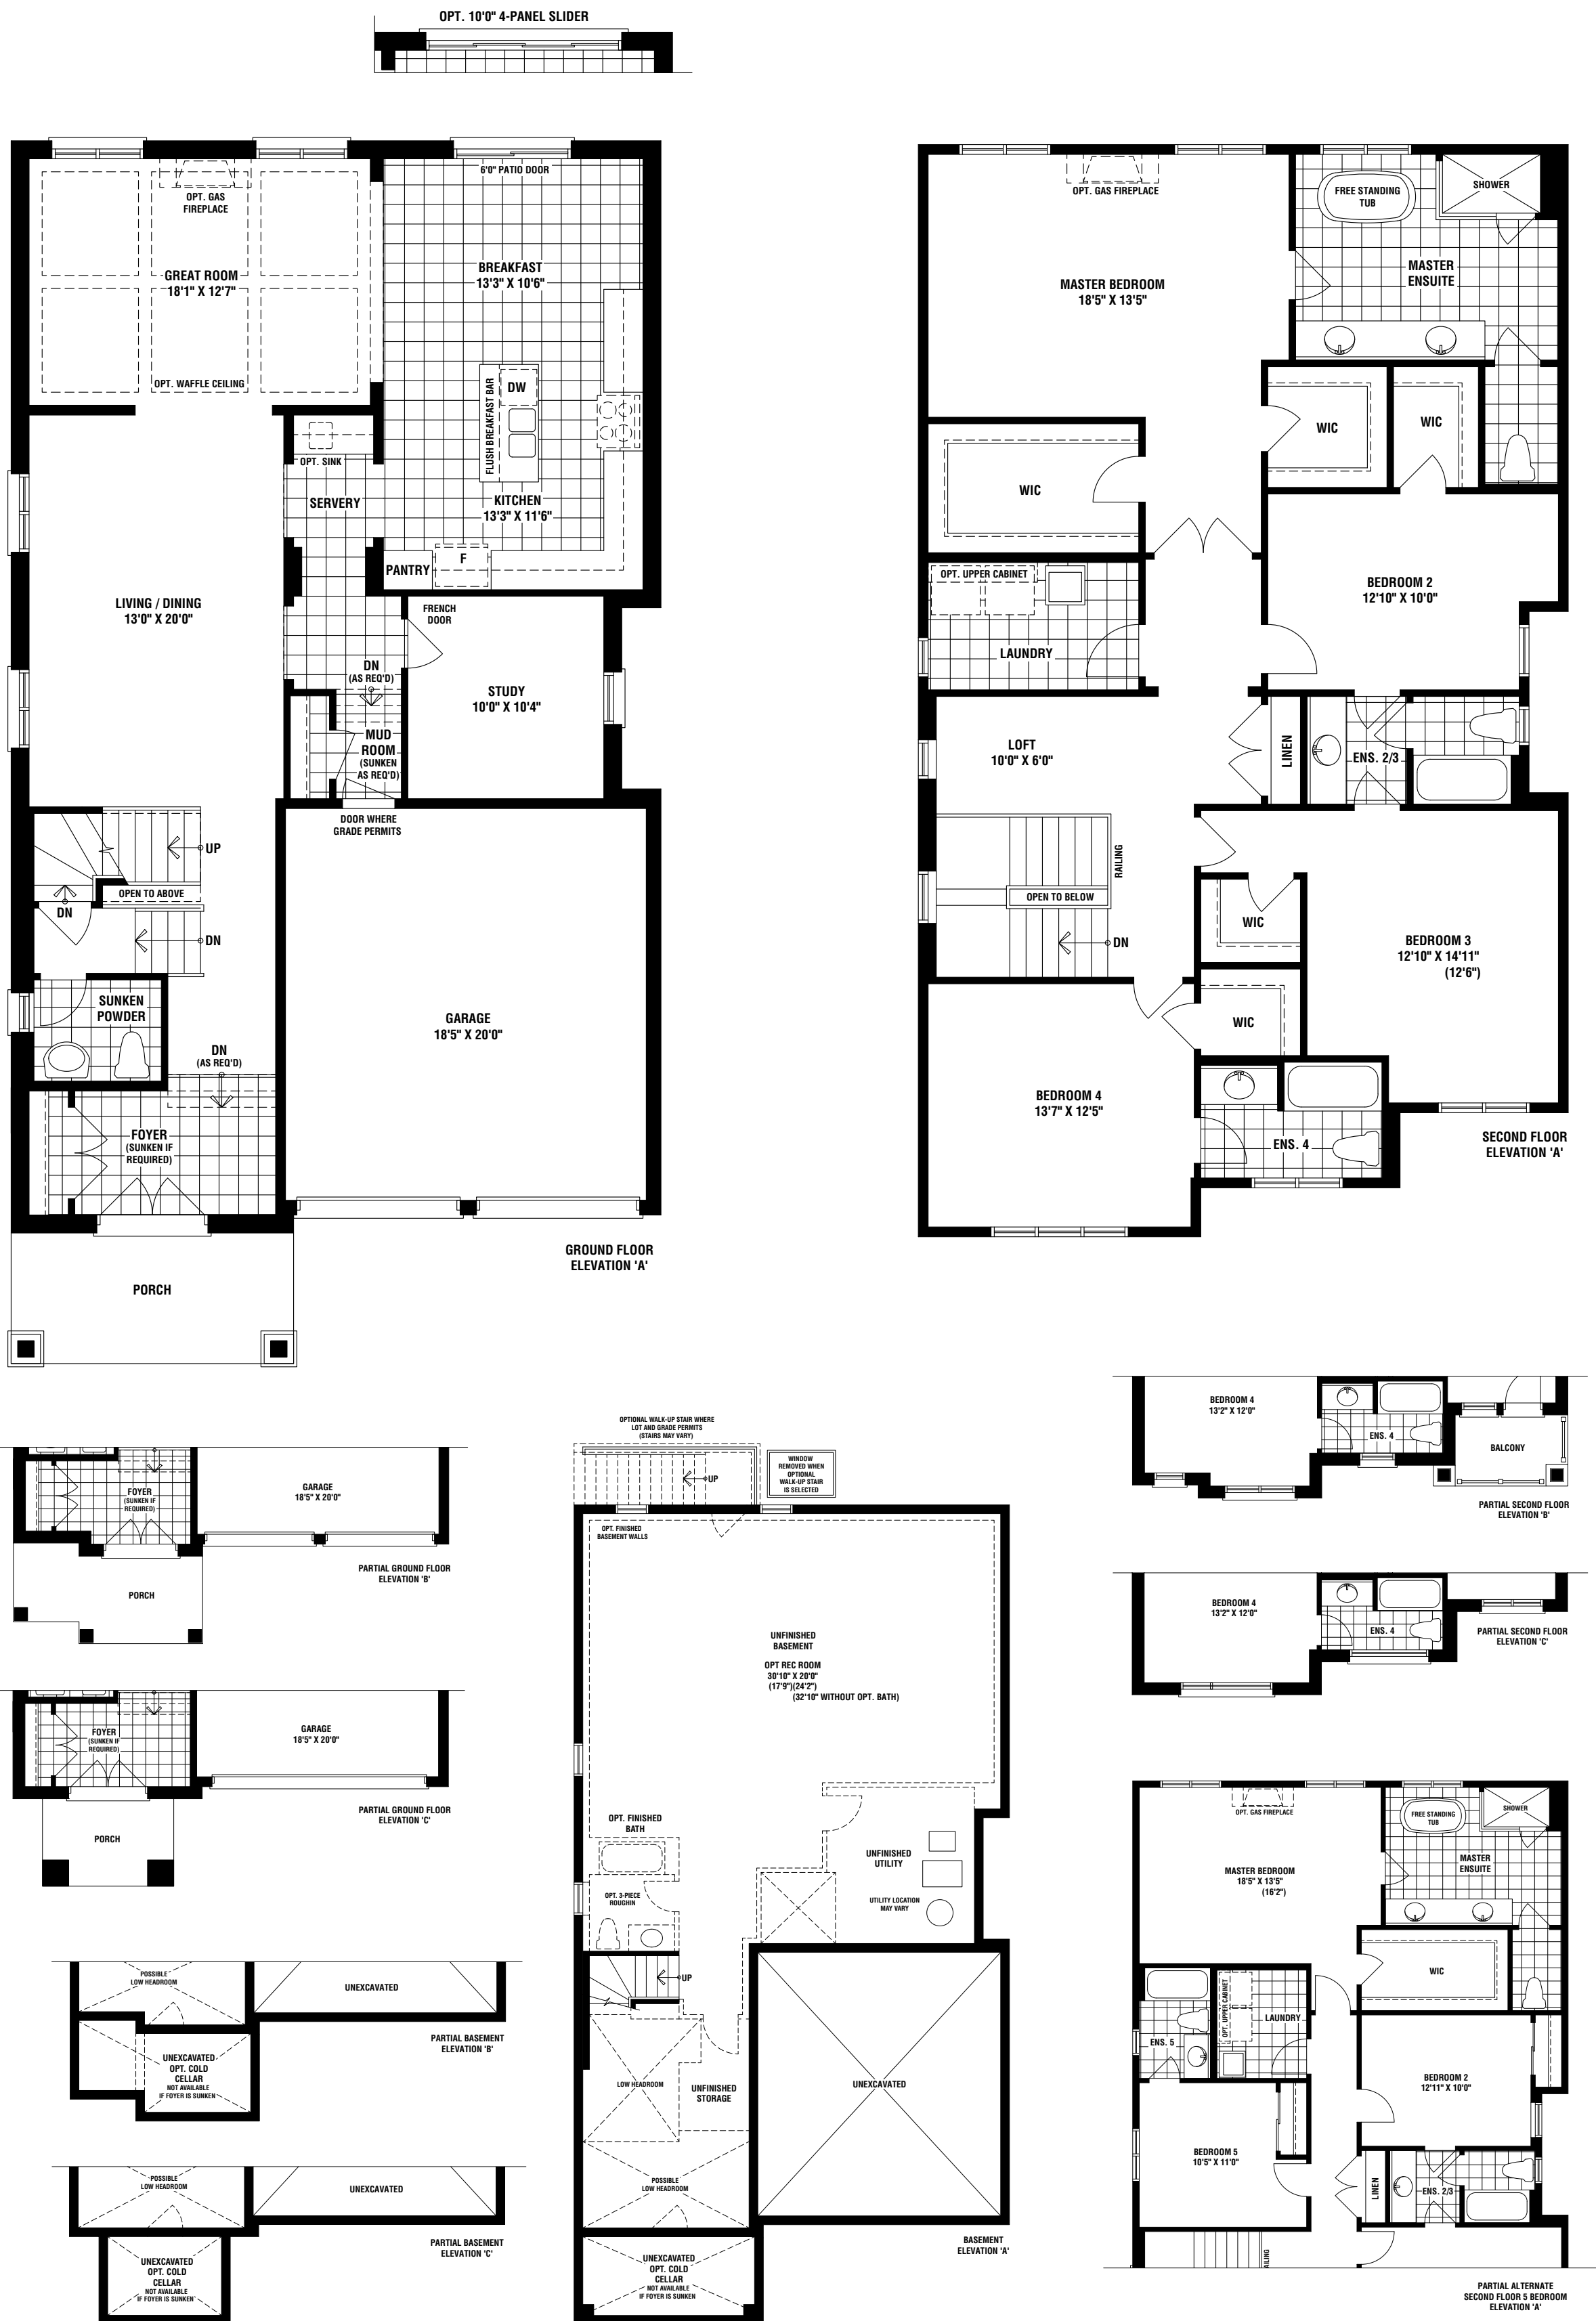 OPT. 10'0" 4-PANEL SLIDER
6'0" PATIO DOOR
OPT. GAS
FIREPLACE
GREAT ROOM
18'1" X 12'7"
BREAKFAST
13'3" X 10'6"
OPT. WAFFLE CEILING
FLUSH BREAKFAST BAR
DW
OPT. SINK
SERVERY
KITCHEN
13'3" X 11'6"
PANTRY
F
LIVING / DINING
13'0" X 20'0"
FRENCH
DOOR
DN
(AS REQ'D)
STUDY
10'0" X 10'4"
MUD
ROOM
(SUNKEN
AS REQ'D)
DOOR WHERE
GRADE PERMITS
UP
OPEN TO ABOVE
DN
DN
SUNKEN
POWDER
GARAGE
18'5" X 20'0"
DN
(AS REQ'D)
FOYER
(SUNKEN IF
REQUIRED)
GROUND FLOOR
ELEVATION 'A'
PORCH
OPT. GAS FIREPLACE
FREE STANDING
TUB
SHOWER
MASTER BEDROOM
18'5" X 13'5"
MASTER
ENSUITE
WIC
WIC
WIC
OPT. UPPER CABINET
BEDROOM 2
12'10" X 10'0"
LAUNDRY
LOFT
10'0" X 6'0"
LINEN
ENS. 2/3
RAILING
OPEN TO BELOW
DN
WIC
BEDROOM 3
12'10" X 14'11"
(12'6")
WIC
BEDROOM 4
13'7" X 12'5"
ENS. 4
SECOND FLOOR
ELEVATION 'A'
FOYER
(SUNKEN IF
REQUIRED)
GARAGE
18'5" X 20'0"
PARTIAL GROUND FLOOR
ELEVATION 'B'
PORCH
FOYER
(SUNKEN IF
REQUIRED)
GARAGE
18'5" X 20'0"
PARTIAL GROUND FLOOR
ELEVATION 'C'
PORCH
POSSIBLE
LOW HEADROOM
UNEXCAVATED
PARTIAL BASEMENT
ELEVATION 'B'
UNEXCAVATED
OPT. COLD
CELLAR
NOT AVAILABLE
IF FOYER IS SUNKEN
POSSIBLE
LOW HEADROOM
UNEXCAVATED
PARTIAL BASEMENT
ELEVATION 'C'
UNEXCAVATED
OPT. COLD
CELLAR
NOT AVAILABLE
IF FOYER IS SUNKEN
OPTIONAL WALK-UP STAIR WHERE
LOT AND GRADE PERMITS
(STAIRS MAY VARY)
UP
WINDOW
REMOVED WHEN
OPTIONAL
WALK-UP STAIR
IS SELECTED
OPT. FINISHED
BASEMENT WALLS
UNFINISHED
BASEMENT
OPT REC ROOM
30'10" X 20'0"
(17'9")(24'2")
(32'10" WITHOUT OPT. BATH)
OPT. FINISHED
BATH
OPT. 3-PIECE
ROUGHIN
UNFINISHED
UTILITY
UTILITY LOCATION
MAY VARY
UP
LOW HEADROOM
UNFINISHED
STORAGE
UNEXCAVATED
POSSIBLE
LOW HEADROOM
UNEXCAVATED
OPT. COLD
CELLAR
NOT AVAILABLE
IF FOYER IS SUNKEN
BASEMENT
ELEVATION 'A'
BEDROOM 4
13'2" X 12'0"
ENS. 4
BALCONY
PARTIAL SECOND FLOOR
ELEVATION 'B'
BEDROOM 4
13'2" X 12'0"
ENS. 4
PARTIAL SECOND FLOOR
ELEVATION 'C'
OPT. GAS FIREPLACE
FREE STANDING
TUB
SHOWER
MASTER BEDROOM
18'5" X 13'5"
(16'2")
MASTER
ENSUITE
WIC
OPT. UPPER CABINET
LAUNDRY
ENS. 5
BEDROOM 2
12'11" X 10'0"
BEDROOM 5
10'5" X 11'0"
LINEN
ENS. 2/3
AILING
PARTIAL ALTERNATE
SECOND FLOOR 5 BEDROOM
ELEVATION 'A'